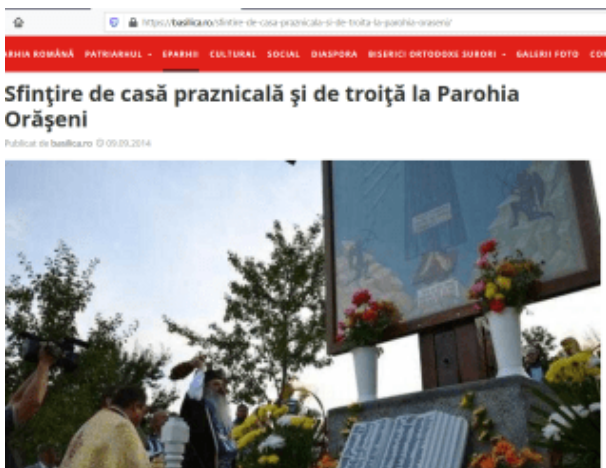 https://basilica.ro/sfintire-de-casa-praznicala-si-de-troita-la-parohia-oraseni/
RHIA ROMÂNĂ PATRIARHUL EPARHII CULTURAL SOCIAL DIASPORA BISERICI ORTODOXE SURORI GALERII FOTO CO
Sfinţire de casă praznicală şi de troiţă la Parohia
Orăşeni
Publicat de basilica.ro 09.09.2014